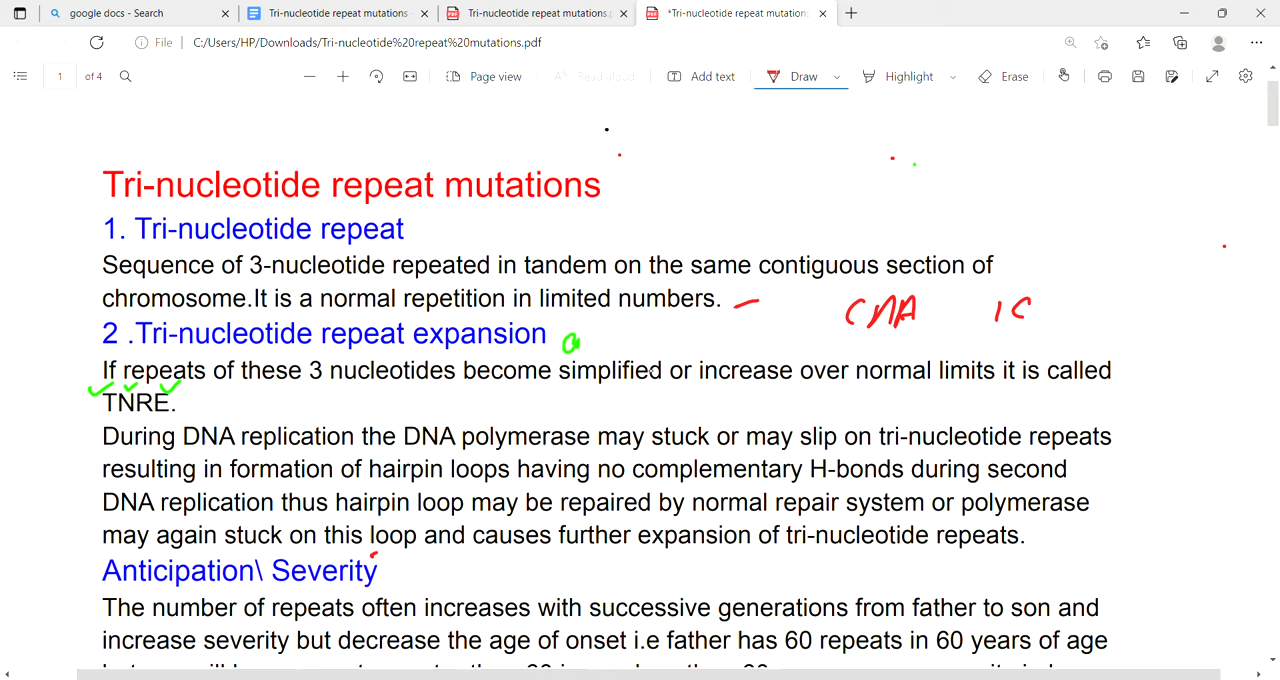 google docs - Search
Tri-nucleotide repeat mutations
Tri-nucleotide repeat mutations.p
*Tri-nucleotide repeat mutations
File C:/Users/HP/Downloads/Tri-nucleotide%20repeat%20mutations.pdf
1 of 4 Page view Read aloud Add text Draw Highlight Erase
Tri-nucleotide repeat mutations
1. Tri-nucleotide repeat
Sequence of 3-nucleotide repeated in tandem on the same contiguous section of
chromosome.It is a normal repetition in limited numbers.
2 .Tri-nucleotide repeat expansion
If repeats of these 3 nucleotides become simplified or increase over normal limits it is called
TNRE.
During DNA replication the DNA polymerase may stuck or may slip on tri-nucleotide repeats
resulting in formation of hairpin loops having no complementary H-bonds during second
DNA replication thus hairpin loop may be repaired by normal repair system or polymerase
may again stuck on this loop and causes further expansion of tri-nucleotide repeats.
Anticipation\ Severity
The number of repeats often increases with successive generations from father to son and
increase severity but decrease the age of onset i.e father has 60 repeats in 60 years of age